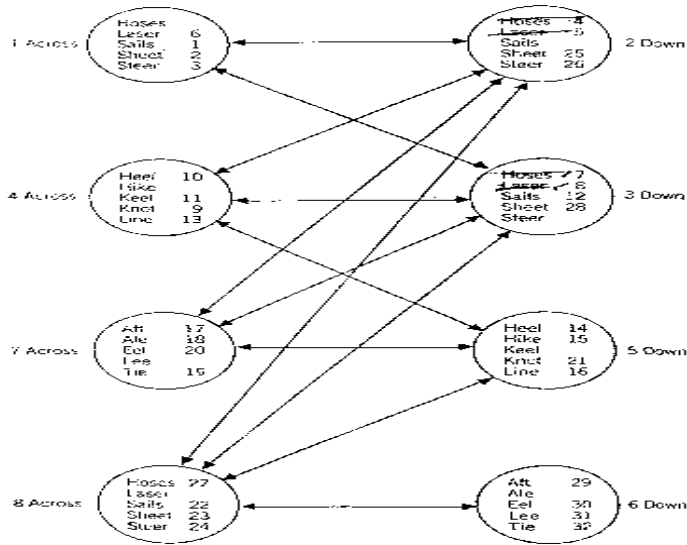 1 Across
Hoses
Laser 6
Sails 1
Sheet 2
Steer 3
Hoses 4
Laser 5
Sails
Sheet 25
Steer 26
2 Down
4 Across
Heel 10
Hike
Keel 11
Knot 9
Line 13
Hoses 7
Laser 8
Sails 12
Sheet 28
Steer
3 Down
7 Across
Aft 17
Ale 18
Eel 20
Lee
Tie 19
Heel 14
Hike 15
Keel
Knot 21
Line 16
5 Down
8 Across
Hoses 27
Laser
Sails 22
Sheet 23
Steer 24
Aft 29
Ale
Eel 30
Lee 31
Tie 32
6 Down